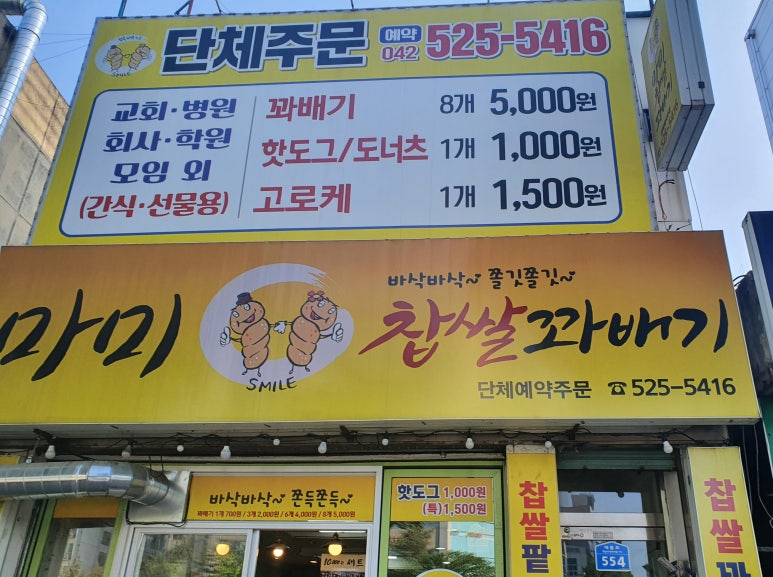 단체주문 예약 042 525-5416
교회·병원
회사·학원
모임 외
(간식·선물용)
꽈배기 8개 5,000원
핫도그/도너츠 1개 1,000원
고로케 1개 1,500원
SMILE
마미
SMILE
바삭바삭~ 쫄깃쫄깃~
찹쌀꽈배기
단체예약주문 ☎525-5416
바삭바삭~ 쫀득쫀득~
꽈배기 1개 700원 / 3개 2,000원 / 6개 4,000원 / 8개 5,000원
핫도그 1,000원
(특)1,500원
찹쌀팥
찹쌀꽈
554